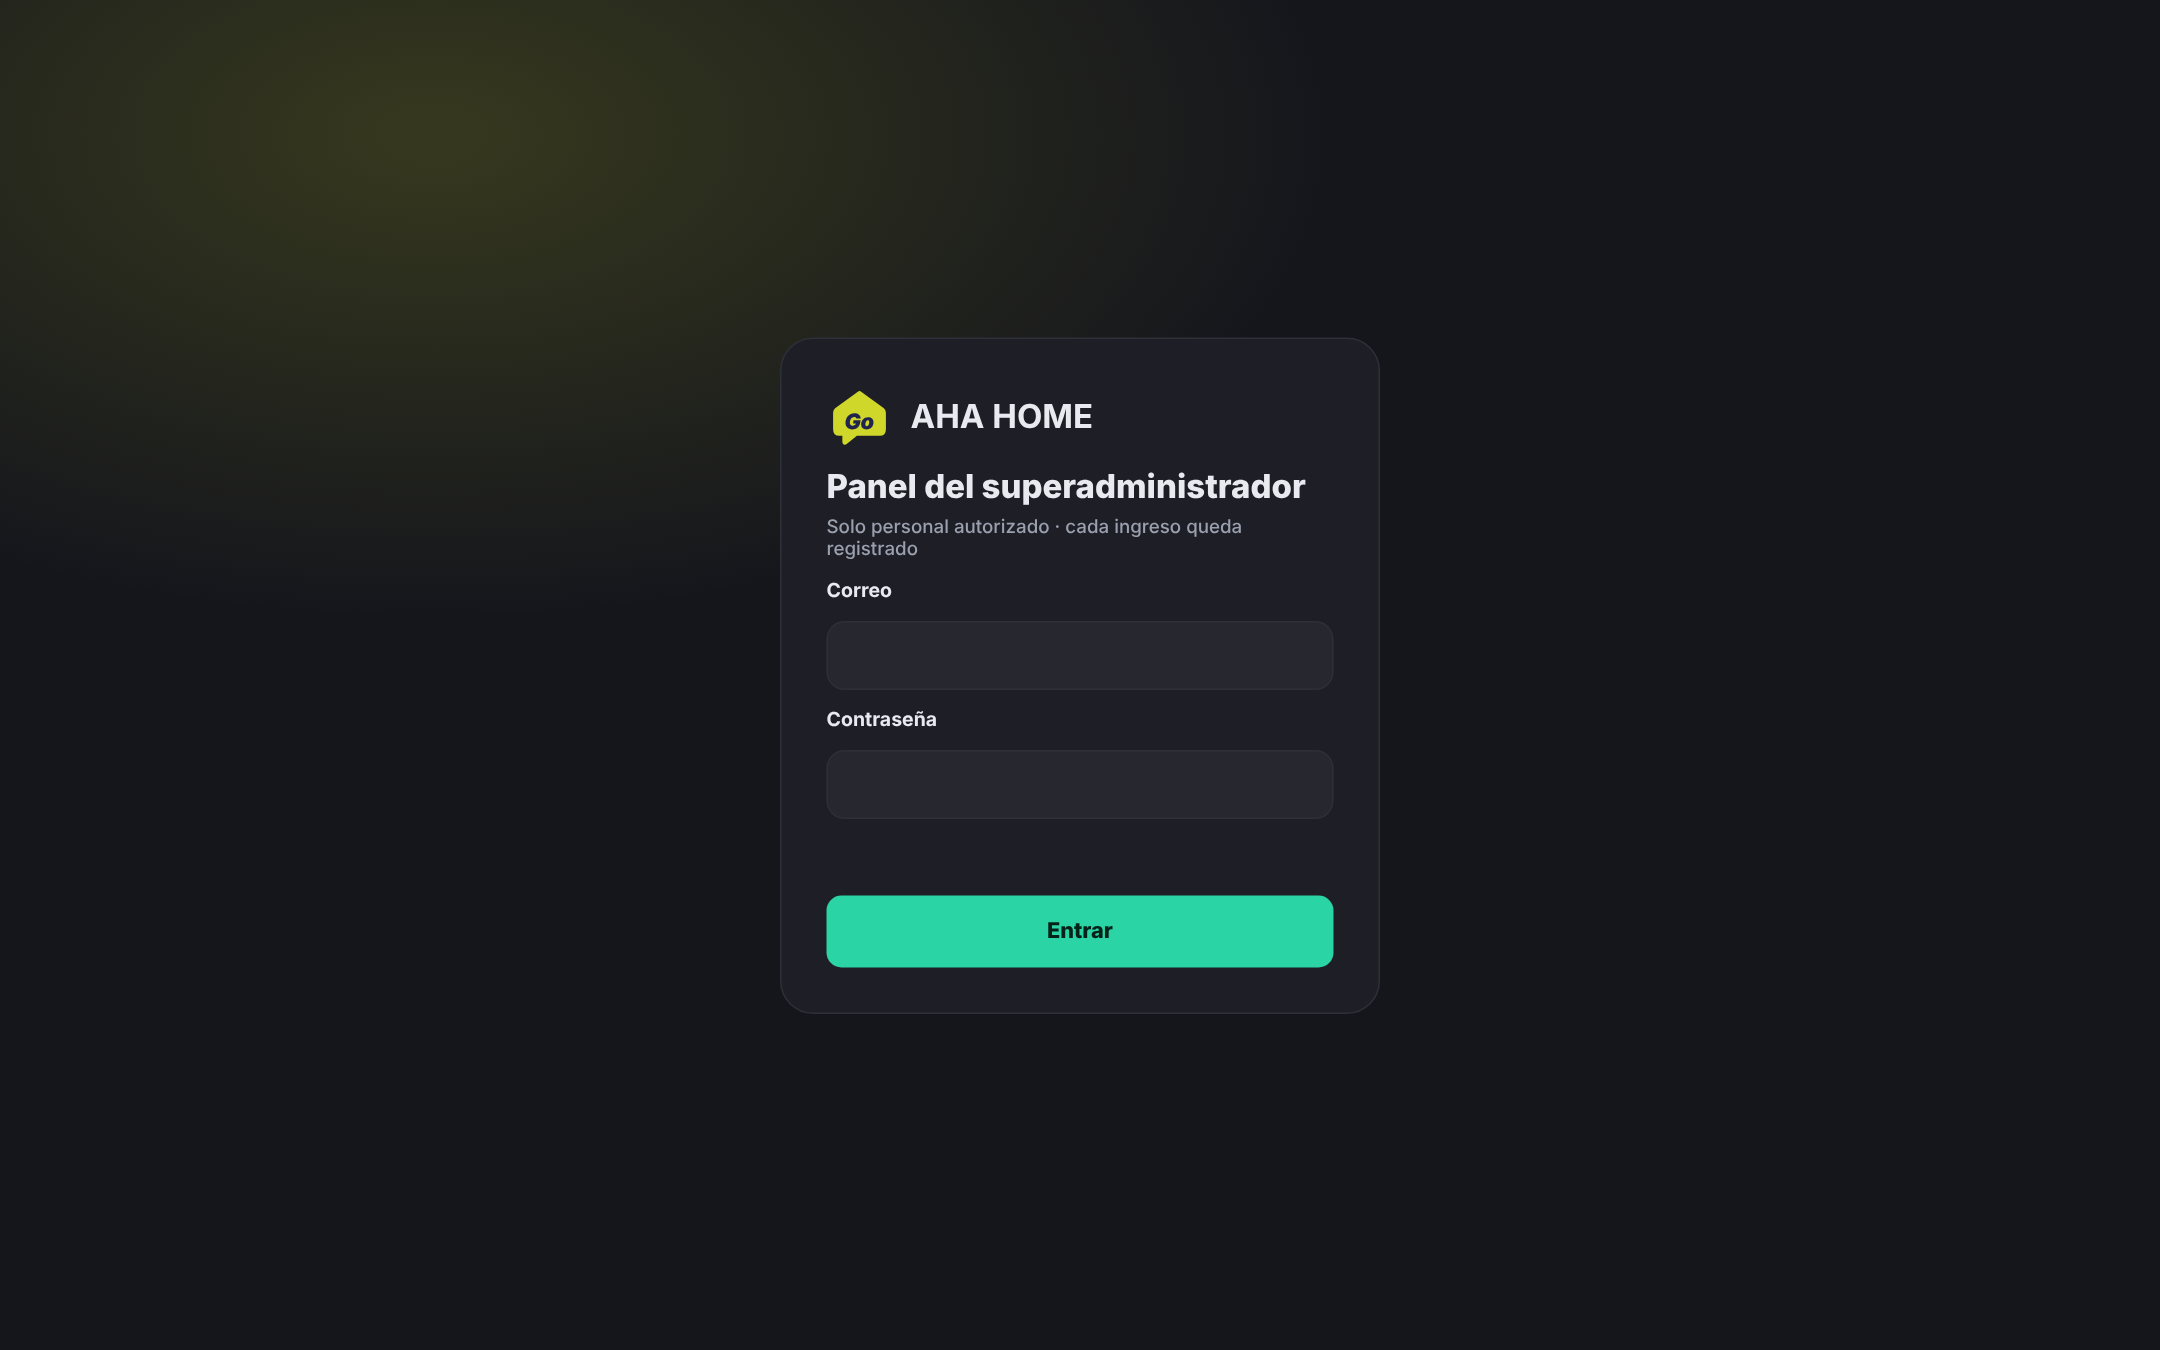 Go
AHA HOME
Panel del superadministrador
Solo personal autorizado · cada ingreso queda
registrado
Correo
Contraseña
Entrar